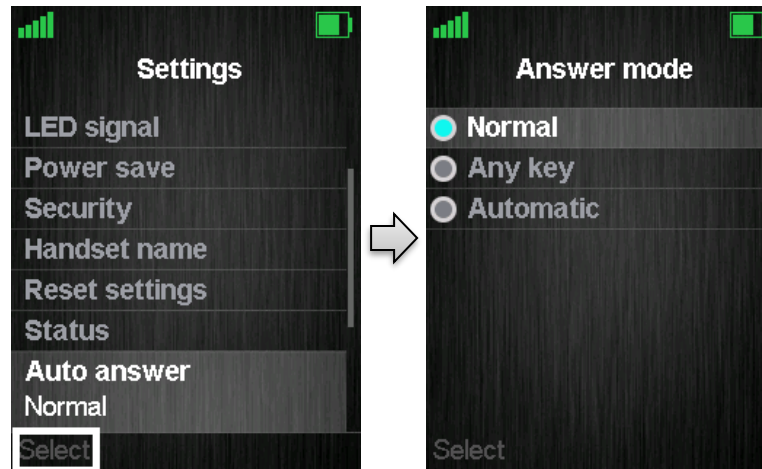 Settings
LED signal
Power save
Security
Handset name
Reset settings
Status
Auto answer
Normal
Select
Answer mode
Normal
Any key
Automatic
Select